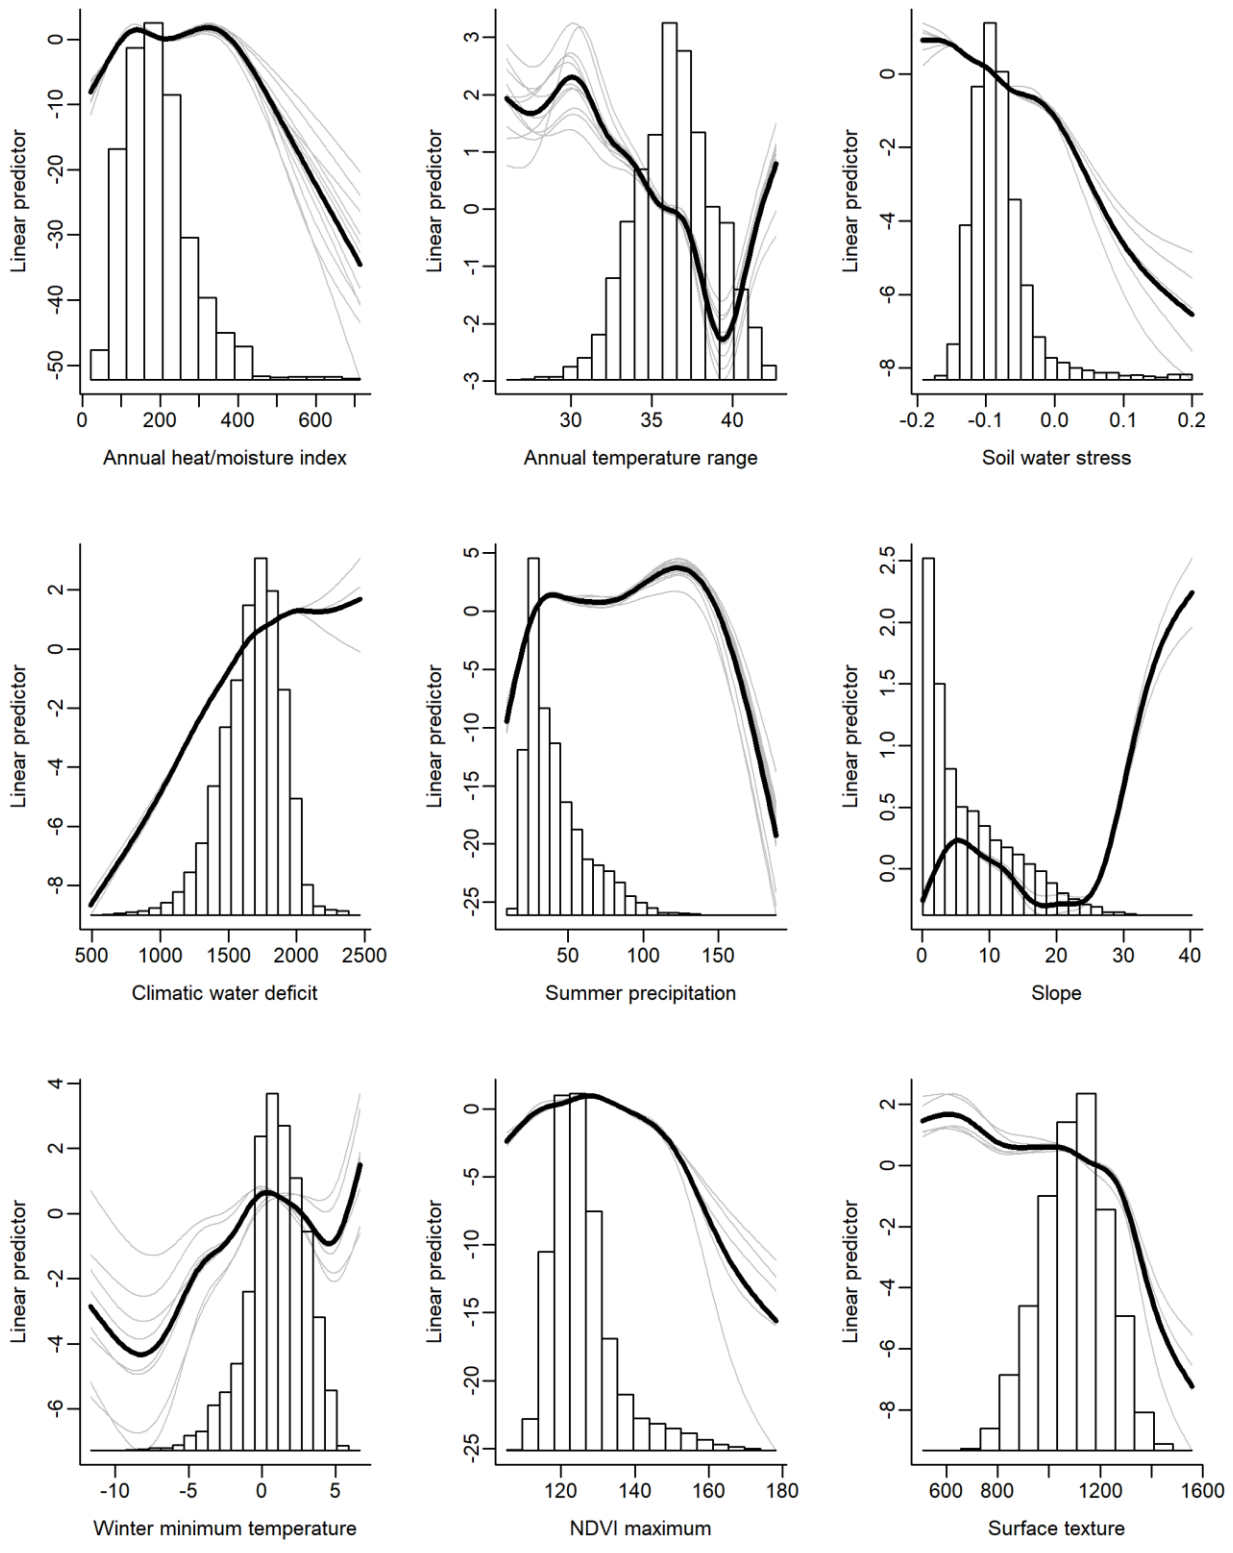 0
-10
-20
-30
-40
-50
Linear predictor
0 200 400 600
Annual heat/moisture index
3
2
1
0
-1
-2
-3
Linear predictor
30 35 40
Annual temperature range
0
-2
-4
-6
-8
Linear predictor
-0.2 -0.1 0.0 0.1 0.2
Soil water stress
2
0
-2
-4
-6
-8
Linear predictor
500 1000 1500 2000 2500
Climatic water deficit
5
0
-5
-10
-15
-20
-25
Linear predictor
50 100 150
Summer precipitation
2.5
2.0
1.5
1.0
0.5
0.0
Linear predictor
0 10 20 30 40
Slope
4
2
0
-2
-4
-6
Linear predictor
-10 -5 0 5
Winter minimum temperature
0
-5
-10
-15
-20
-25
Linear predictor
120 140 160 180
NDVI maximum
2
0
-2
-4
-6
-8
Linear predictor
600 800 1200 1600
Surface texture